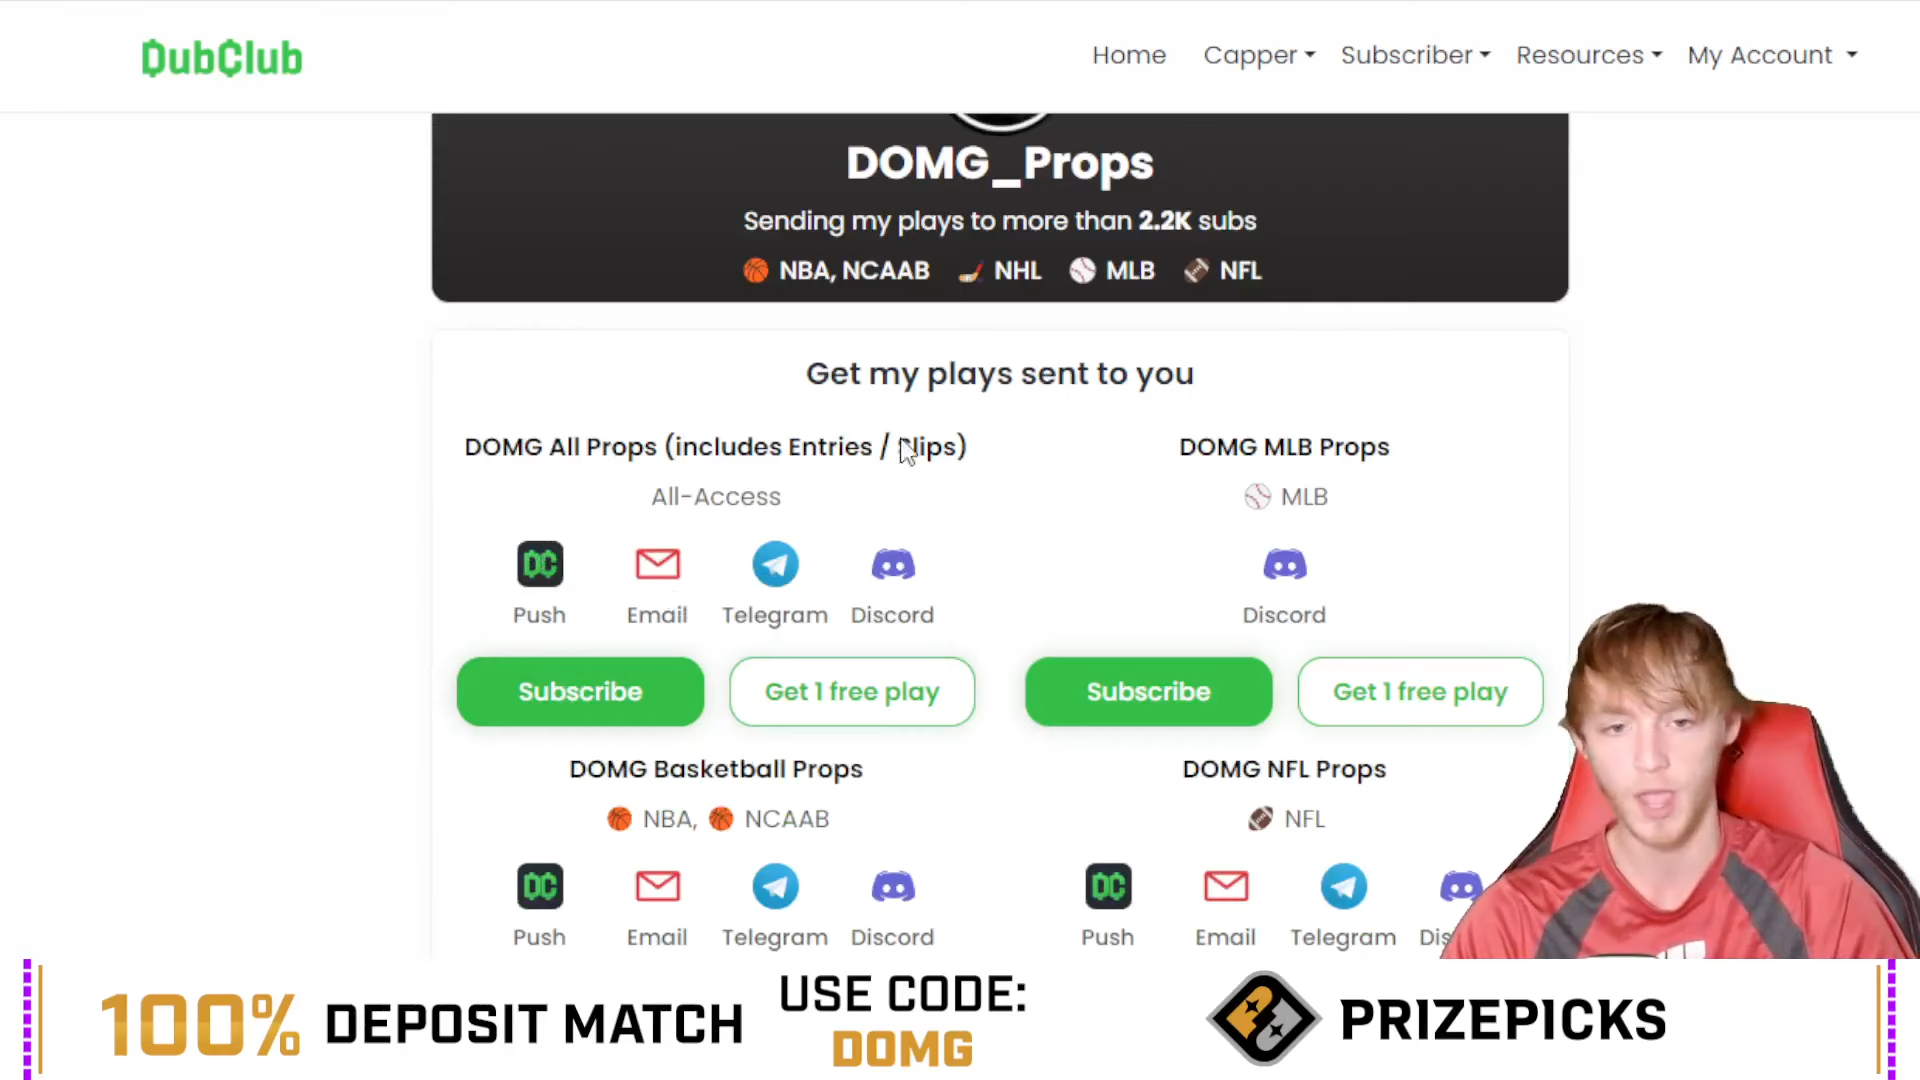 DubClub
Home Capper Subscriber Resources My Account
DOMG_Props
Sending my plays to more than 2.2K subs
NBA, NCAAB NHL MLB NFL
Get my plays sent to you
DOMG All Props (includes Entries / Slips)
All-Access
Push Email Telegram Discord
Subscribe Get 1 free play
DOMG MLB Props
MLB
Discord
Subscribe Get 1 free play
DOMG Basketball Props
NBA, NCAAB
DC Push Email Telegram Discord
DOMG NFL Props
NFL
DC Push Email Telegram
100% DEPOSIT MATCH
USE CODE:
DOMG
PRIZEPICKS